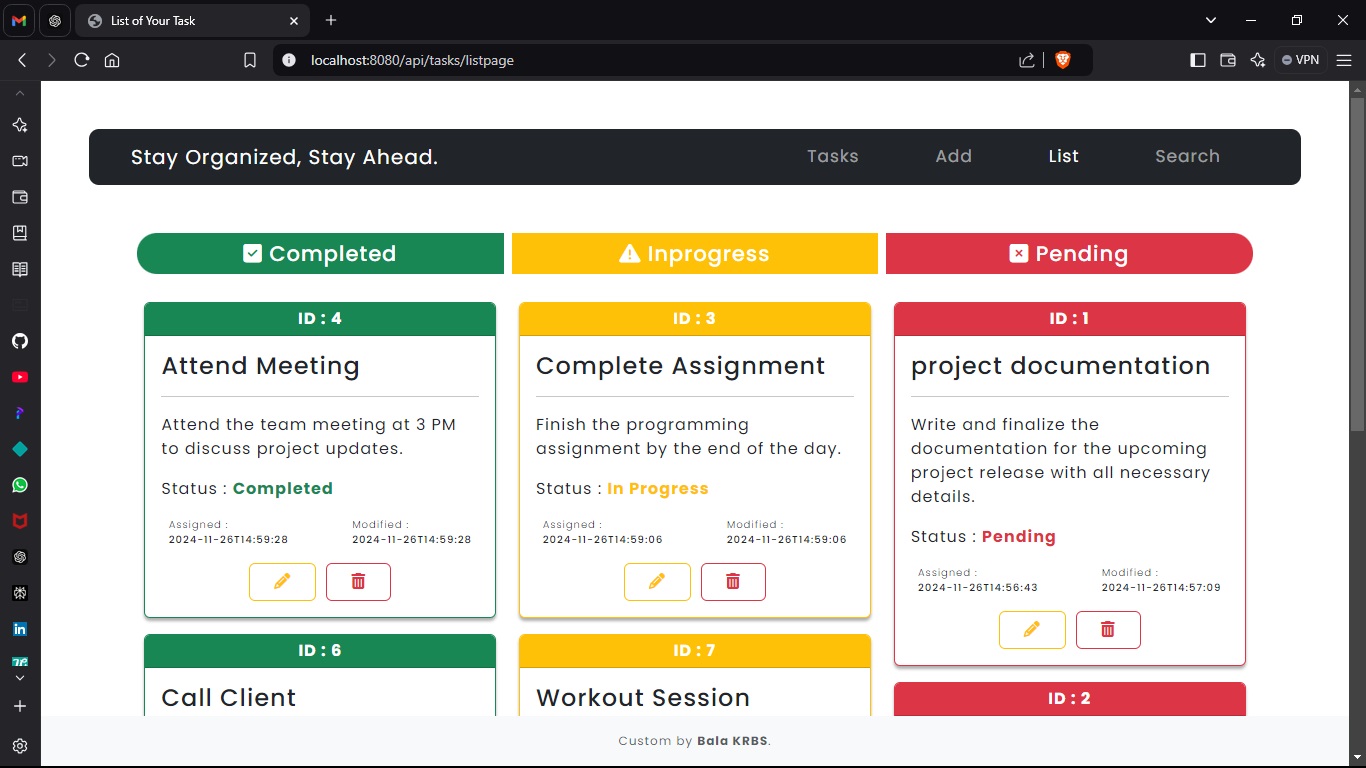 List of Your Task
localhost:8080/api/tasks/listpage
VPN
Stay Organized, Stay Ahead.
Tasks
Add
List
Search
Completed
Inprogress
Pending
ID : 4
Attend Meeting
Attend the team meeting at 3 PM
to discuss project updates.
Status : Completed
Assigned :
2024-11-26T14:59:28
Modified :
2024-11-26T14:59:28
ID : 6
Call Client
ID : 3
Complete Assignment
Finish the programming
assignment by the end of the day.
Status : In Progress
Assigned :
2024-11-26T14:59:06
Modified :
2024-11-26T14:59:06
ID : 7
Workout Session
ID : 1
project documentation
Write and finalize the
documentation for the upcoming
project release with all necessary
details.
Status : Pending
Assigned :
2024-11-26T14:56:43
Modified :
2024-11-26T14:57:09
ID : 2
Custom by Bala KRBS.